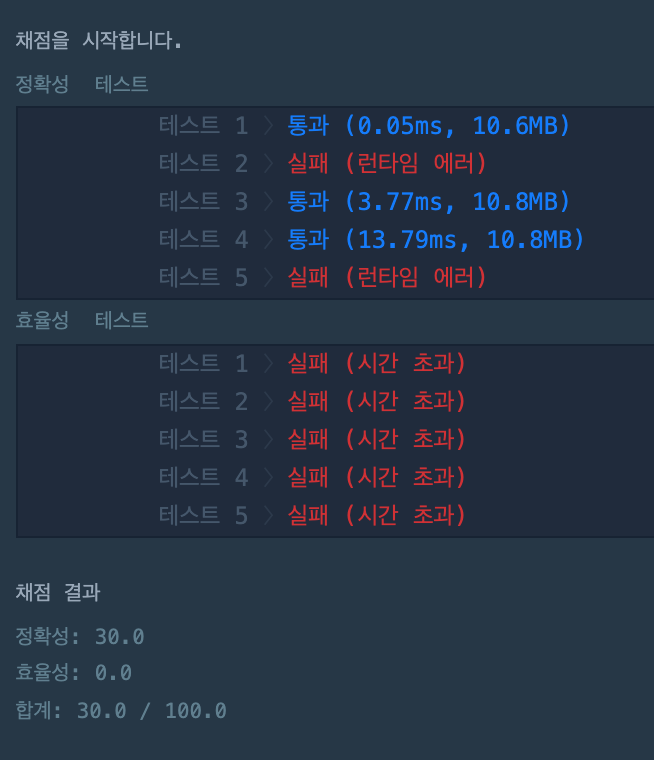 채점을 시작합니다.
정확성 테스트
테스트 1 〉 통과 (0.05ms, 10.6MB)
테스트 2 〉 실패 (런타임 에러)
테스트 3 〉 통과 (3.77ms, 10.8MB)
테스트 4 〉 통과 (13.79ms, 10.8MB)
테스트 5 〉 실패 (런타임 에러)
효율성 테스트
테스트 1 〉 실패 (시간 초과)
테스트 2 〉 실패 (시간 초과)
테스트 3 〉 실패 (시간 초과)
테스트 4 〉 실패 (시간 초과)
테스트 5 〉 실패 (시간 초과)
채점 결과
정확성: 30.0
효율성: 0.0
합계: 30.0 / 100.0